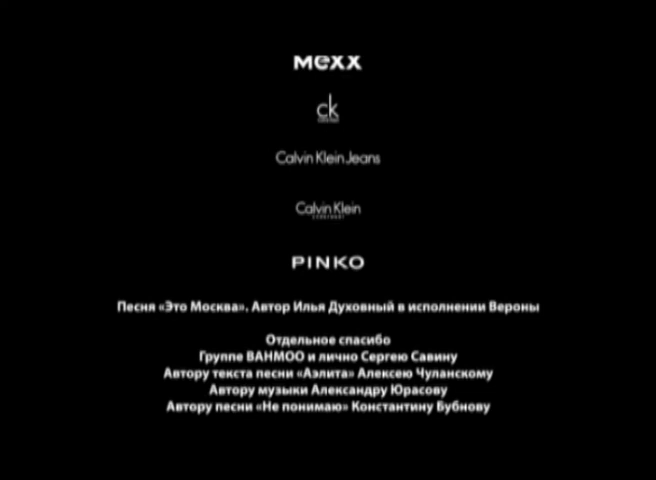 MEXX
ck
Calvin Klein Jeans
Calvin Klein
PINKO
Песня «Это Москва». Автор Илья Духовный в исполнении Вероны
Отдельное спасибо
Группе ВАНМОО и лично Сергею Савину
Автору текста песни «Аэлита» Алексею Чуланскому
Автору музыки Александру Юрасову
Автору песни «Не понимаю» Константину Бубнову